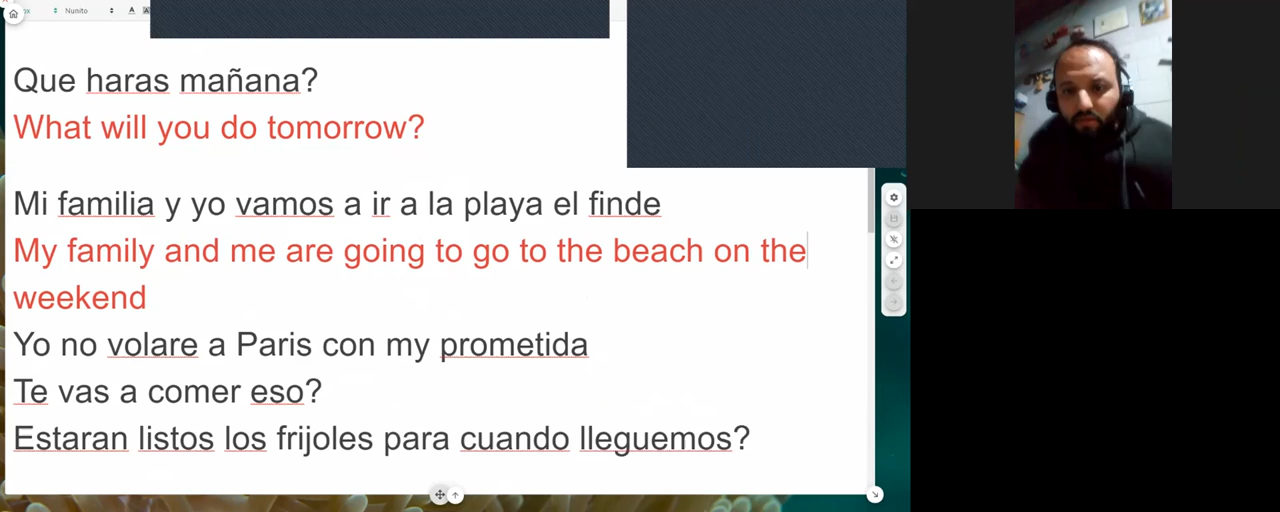 Nunito
Que haras mañana?
What will you do tomorrow?
Mi familia y yo vamos a ir a la playa el finde
My family and me are going to go to the beach on the
weekend
Yo no volare a Paris con my prometida
Te vas a comer eso?
Estaran listos los frijoles para cuando lleguemos?